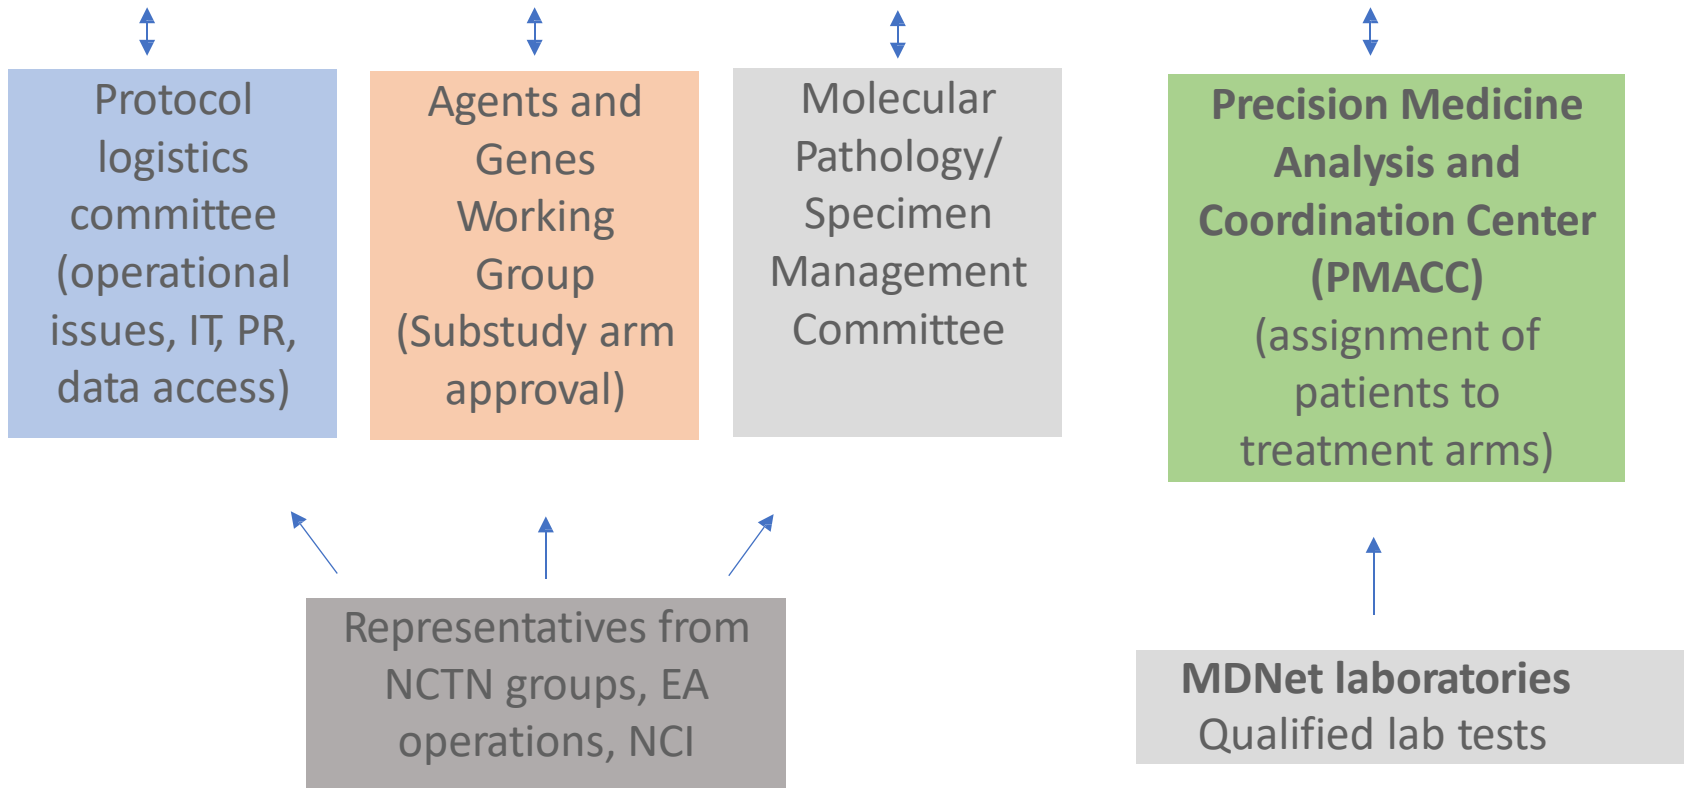 Protocol
logistics
committee
(operational
issues, IT, PR,
data access)
Agents and
Genes
Working
Group
(Substudy arm
approval)
Molecular
Pathology/
Specimen
Management
Committee
Precision Medicine
Analysis and
Coordination Center
(PMACC)
(assignment of
patients to
treatment arms)
Representatives from
NCTN groups, EA
operations, NCI
MDNet laboratories
Qualified lab tests